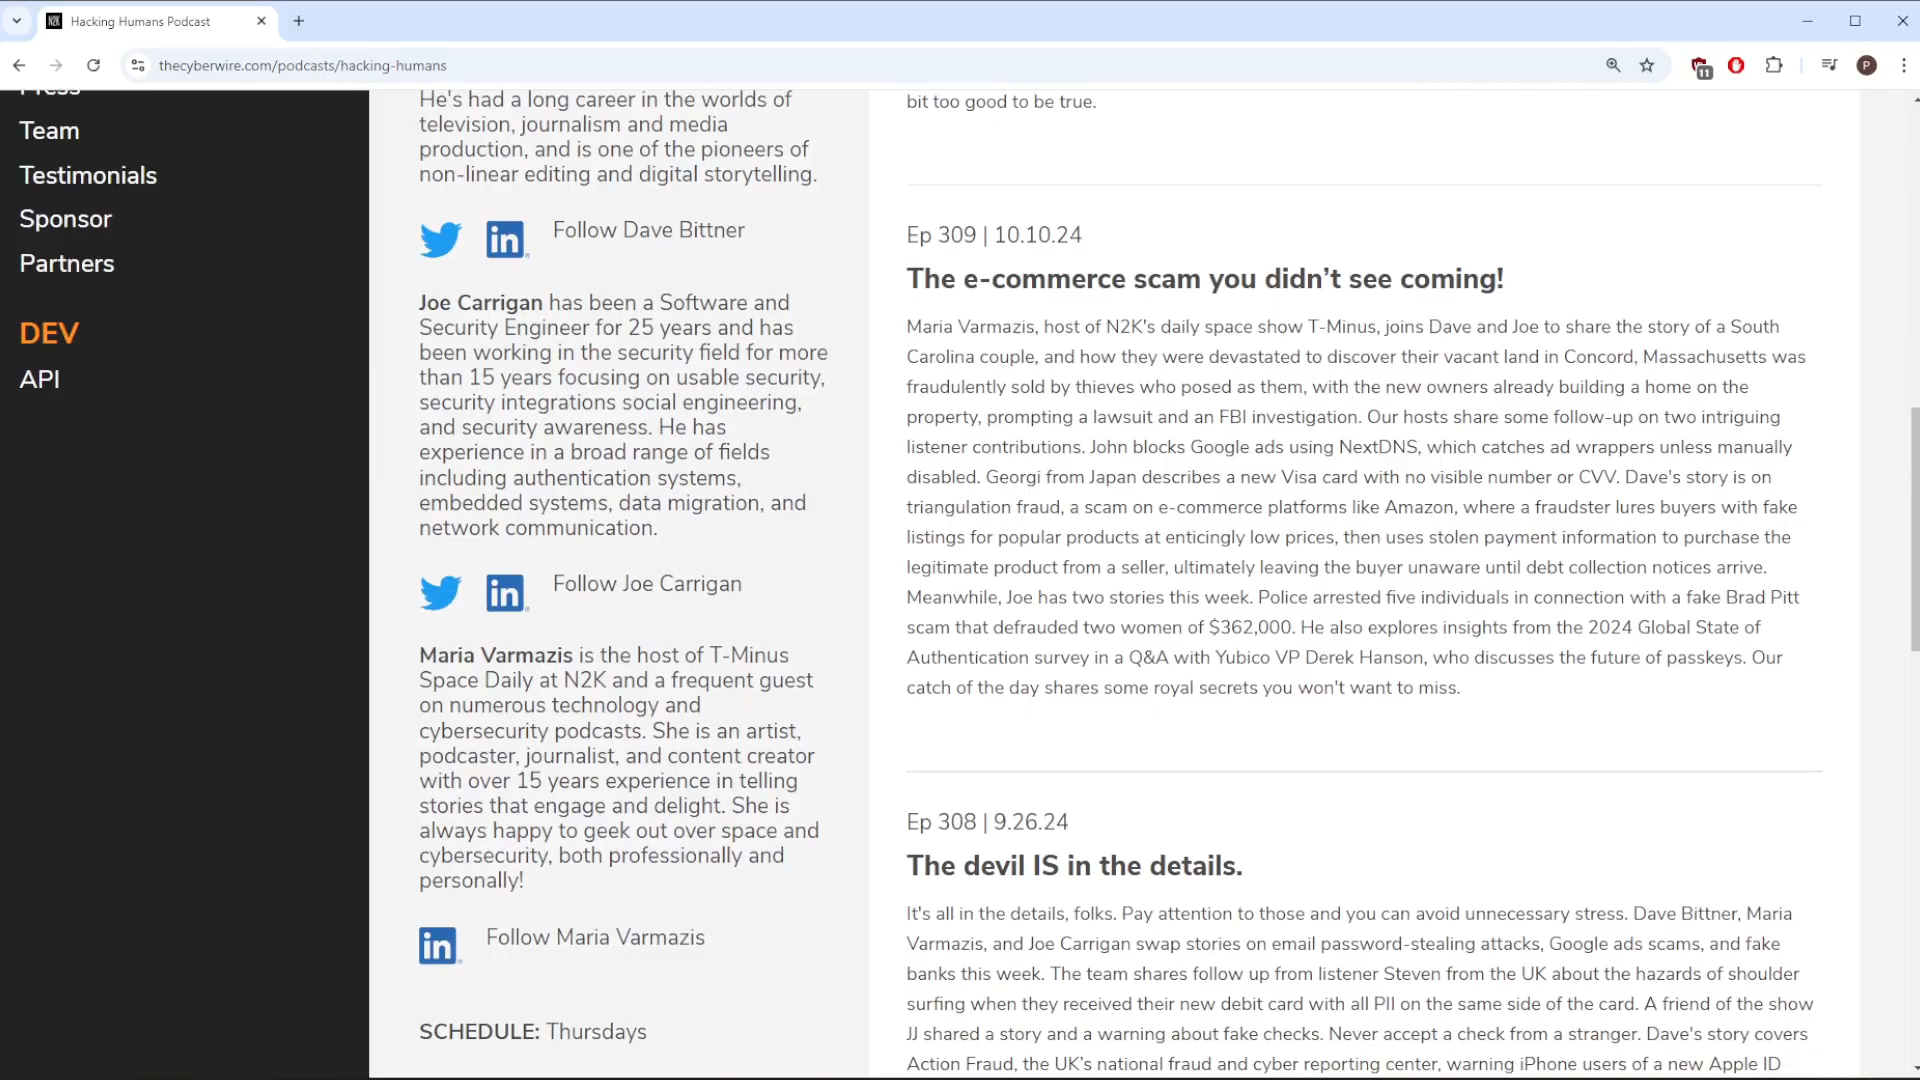 Hacking Humans Podcast
thecyberwire.com/podcasts/hacking-humans
11
P
Press
Team
Testimonials
Sponsor
Partners
DEV
API
He's had a long career in the worlds of
television, journalism and media
production, and is one of the pioneers of
non-linear editing and digital storytelling.
Follow Dave Bittner
Joe Carrigan has been a Software and
Security Engineer for 25 years and has
been working in the security field for more
than 15 years focusing on usable security,
security integrations social engineering,
and security awareness. He has
experience in a broad range of fields
including authentication systems,
embedded systems, data migration, and
network communication.
Follow Joe Carrigan
Maria Varmazis is the host of T-Minus
Space Daily at N2K and a frequent guest
on numerous technology and
cybersecurity podcasts. She is an artist,
podcaster, journalist, and content creator
with over 15 years experience in telling
stories that engage and delight. She is
always happy to geek out over space and
cybersecurity, both professionally and
personally!
Follow Maria Varmazis
SCHEDULE: Thursdays
bit too good to be true.
Ep 309 | 10.10.24
The e-commerce scam you didn’t see coming!
Maria Varmazis, host of N2K's daily space show T-Minus, joins Dave and Joe to share the story of a South
Carolina couple, and how they were devastated to discover their vacant land in Concord, Massachusetts was
fraudulently sold by thieves who posed as them, with the new owners already building a home on the
property, prompting a lawsuit and an FBI investigation. Our hosts share some follow-up on two intriguing
listener contributions. John blocks Google ads using NextDNS, which catches ad wrappers unless manually
disabled. Georgi from Japan describes a new Visa card with no visible number or CVV. Dave's story is on
triangulation fraud, a scam on e-commerce platforms like Amazon, where a fraudster lures buyers with fake
listings for popular products at enticingly low prices, then uses stolen payment information to purchase the
legitimate product from a seller, ultimately leaving the buyer unaware until debt collection notices arrive.
Meanwhile, Joe has two stories this week. Police arrested five individuals in connection with a fake Brad Pitt
scam that defrauded two women of $362,000. He also explores insights from the 2024 Global State of
Authentication survey in a Q&A with Yubico VP Derek Hanson, who discusses the future of passkeys. Our
catch of the day shares some royal secrets you won't want to miss.
Ep 308 | 9.26.24
The devil IS in the details.
It's all in the details, folks. Pay attention to those and you can avoid unnecessary stress. Dave Bittner, Maria
Varmazis, and Joe Carrigan swap stories on email password-stealing attacks, Google ads scams, and fake
banks this week. The team shares follow up from listener Steven from the UK about the hazards of shoulder
surfing when they received their new debit card with all PII on the same side of the card. A friend of the show
JJ shared a story and a warning about fake checks. Never accept a check from a stranger. Dave's story covers
Action Fraud, the UK’s national fraud and cyber reporting center, warning iPhone users of a new Apple ID